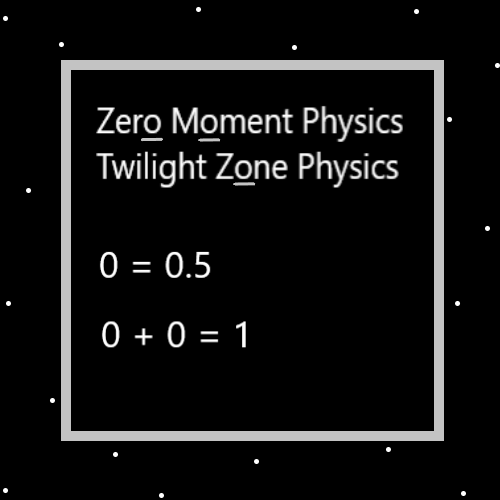 Zero Moment Physics
Twilight Zone Physics
0 = 0.5
0 + 0 = 1